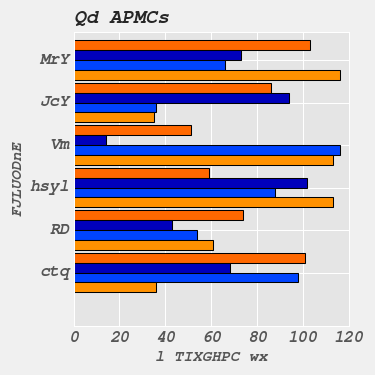 Qd APMCs
MrY
JcY
Vm
hsyl
RD
ctq
FJLUODnE
0 20 40 60 80 100 120
l TIXGHPC wx